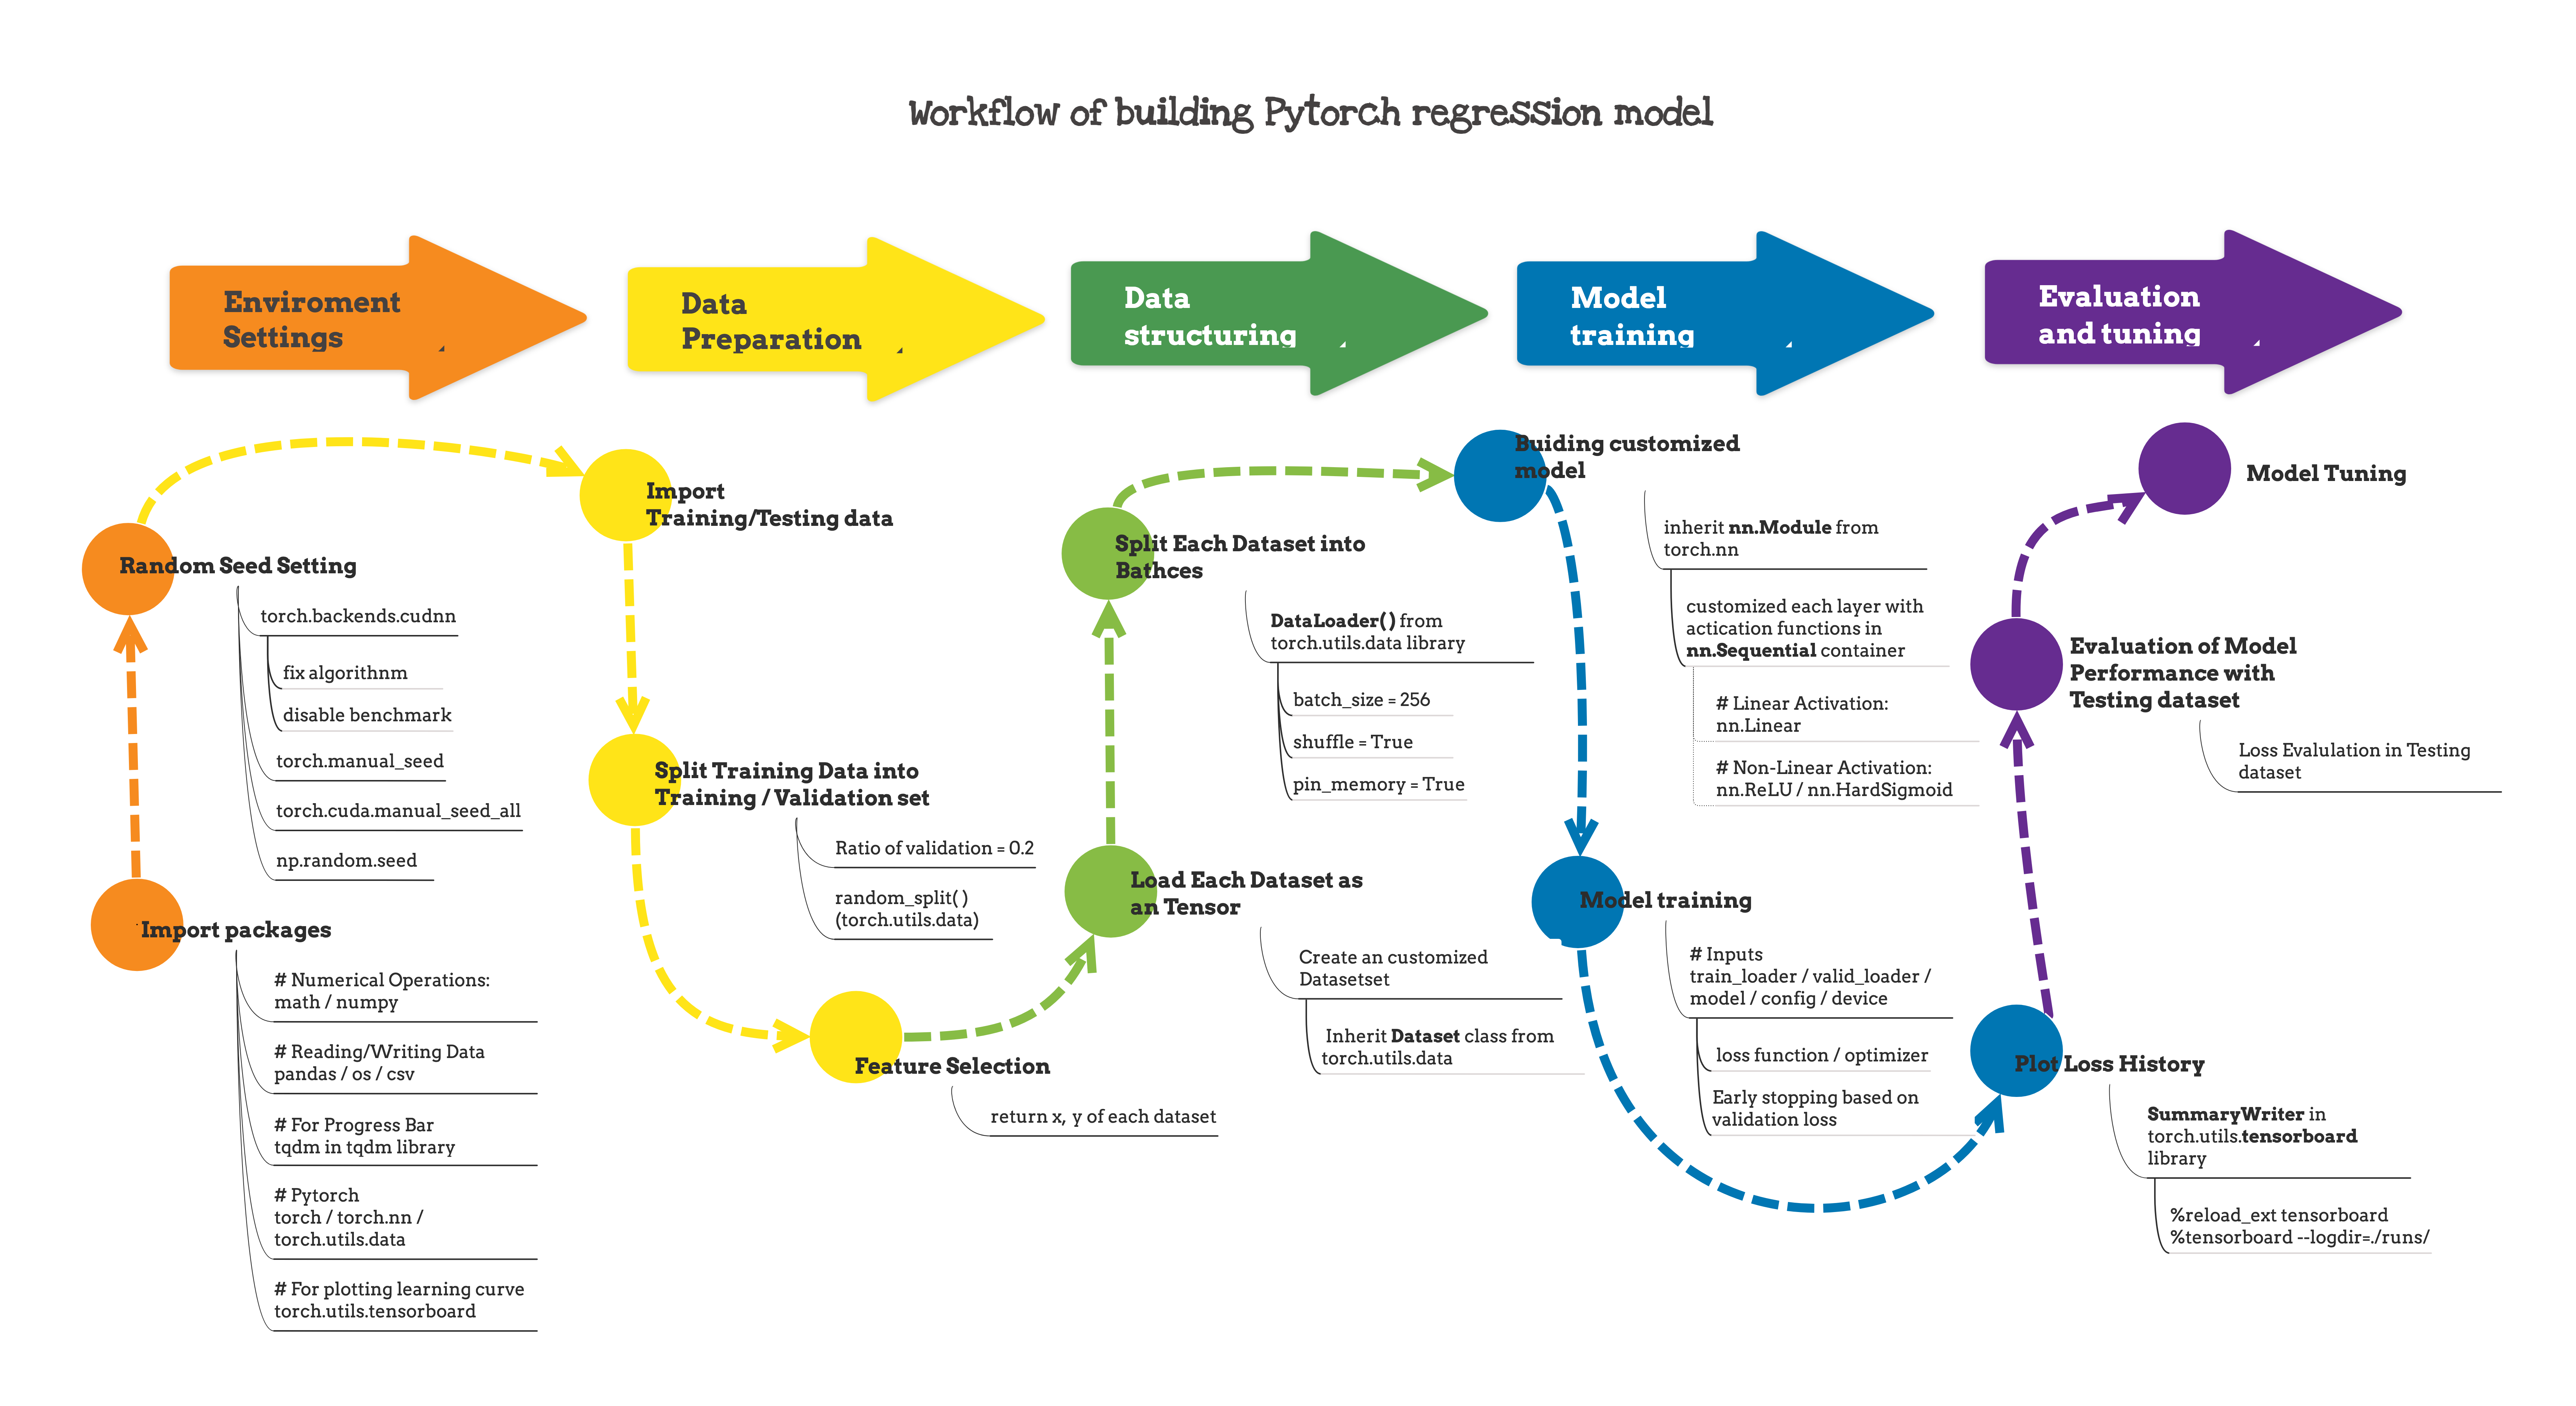 Workflow of building Pytorch regression model
Enviroment
Settings
Data
Preparation
Data
structuring
Model
training
Evaluation
and tuning
Random Seed Setting
torch.backends.cudnn
fix algorithnm
disable benchmark
torch.manual_seed
torch.cuda.manual_seed_all
np.random.seed
Import packages
# Numerical Operations:
math / numpy
# Reading/Writing Data
pandas / os / csv
# For Progress Bar
tqdm in tqdm library
# Pytorch
torch / torch.nn /
torch.utils.data
# For plotting learning curve
torch.utils.tensorboard
Import
Training/Testing data
Split Training Data into
Training / Validation set
Ratio of validation = 0.2
random_split( )
(torch.utils.data)
Feature Selection
return x, y of each dataset
Split Each Dataset into
Bathces
DataLoader( ) from
torch.utils.data library
batch_size = 256
shuffle = True
pin_memory = True
Load Each Dataset as
an Tensor
Create an customized
Datasetset
Inherit Dataset class from
torch.utils.data
Buiding customized
model
inherit nn.Module from
torch.nn
customized each layer with
actication functions in
nn.Sequential container
# Linear Activation:
nn.Linear
# Non-Linear Activation:
nn.ReLU / nn.HardSigmoid
Model training
# Inputs
train_loader / valid_loader /
model / config / device
loss function / optimizer
Early stopping based on
validation loss
Model Tuning
Evaluation of Model
Performance with
Testing dataset
Loss Evalulation in Testing
dataset
Plot Loss History
SummaryWriter in
torch.utils.tensorboard
library
%reload_ext tensorboard
%tensorboard --logdir=./runs/